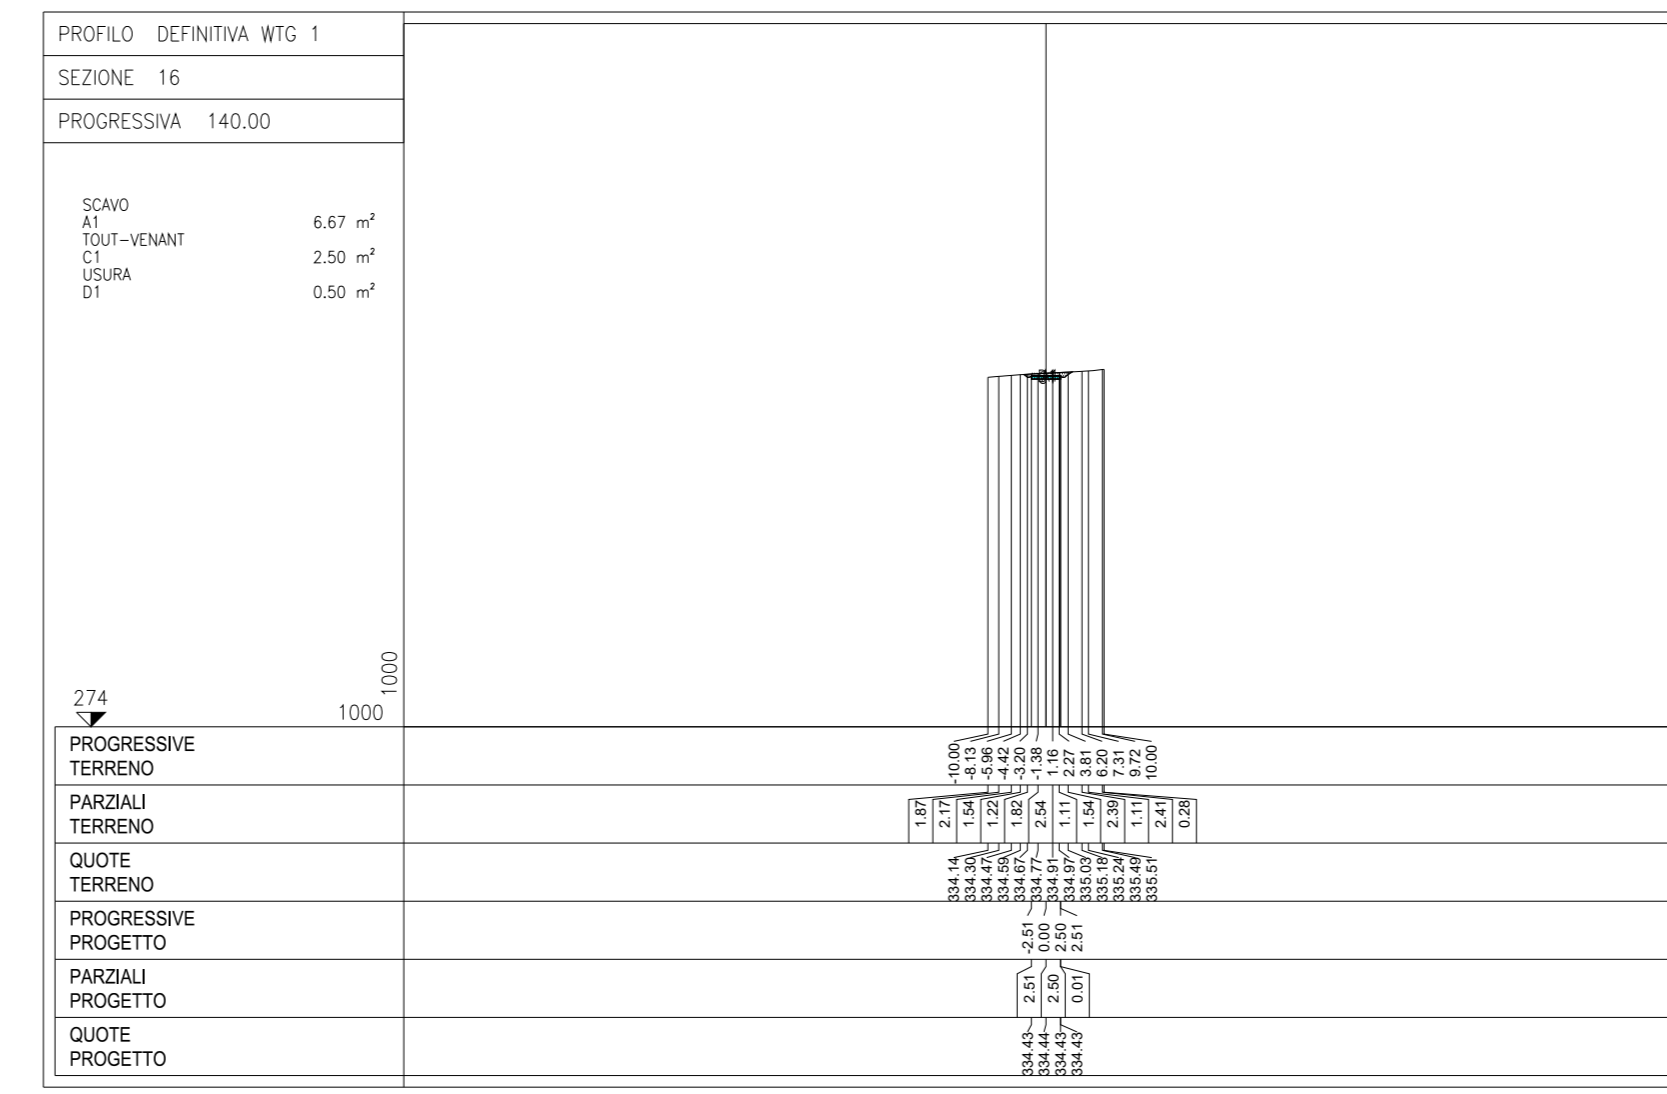 PROFILO DEFINITIVA WTG 1
SEZIONE 16
PROGRESSIVA 140.00
SCAVO
A1 6.67 m²
TOUT-VENANT
C1 2.50 m²
USURA
D1 0.50 m²
1000
274
1000
PROGRESSIVE
TERRENO
-10.00 -8.13 -5.96 -4.42 -3.20 -1.38 1.16 2.27 3.81 6.20 7.31 9.72 10.00
PARZIALI
TERRENO
1.87 2.17 1.54 1.22 1.82 2.54 1.11 1.54 2.39 1.11 2.41 0.28
QUOTE
TERRENO
334.14 334.30 334.47 334.59 334.67 334.77 334.91 334.97 335.03 335.18 335.24 335.49 335.51
PROGRESSIVE
PROGETTO
-2.51 0.00 2.50 2.51
PARZIALI
PROGETTO
2.51 2.50 0.01
QUOTE
PROGETTO
334.43 334.44 334.43 334.43